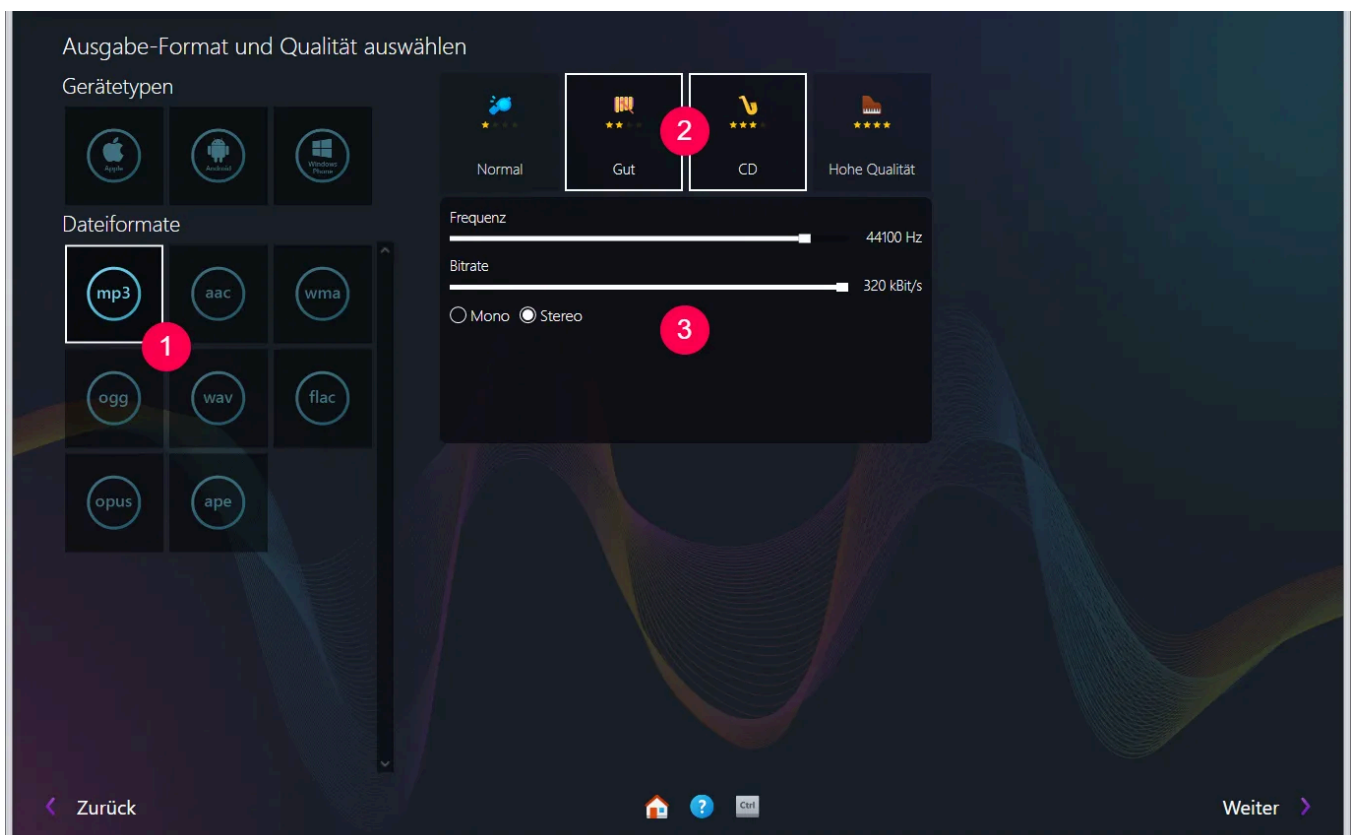 Ausgabe-Format und Qualität auswählen
Gerätetypen
Apple
Android
Windows
Phone
Dateiformate
mp3
aac
wma
1
ogg
wav
flac
opus
ape
2
Normal
Gut
CD
Hohe Qualität
Frequenz
44100 Hz
Bitrate
320 kBit/s
Mono Stereo
3
Zurück
?
Ctrl
Weiter